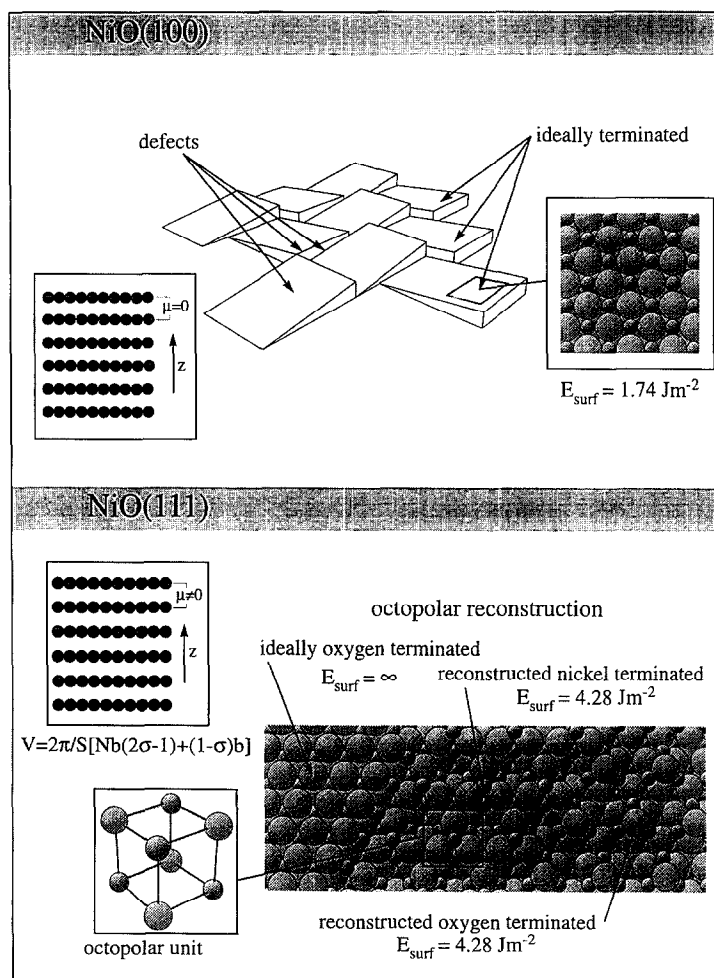 NiO(100)
defects
ideally terminated
μ=0
z
E_surf = 1.74 Jm^-2
NiO(111)
μ≠0
z
octopolar reconstruction
ideally oxygen terminated
E_surf = ∞
reconstructed nickel terminated
E_surf = 4.28 Jm^-2
V=2π/S[Nb(2σ-1)+(1-σ)b]
reconstructed oxygen terminated
E_surf = 4.28 Jm^-2
octopolar unit